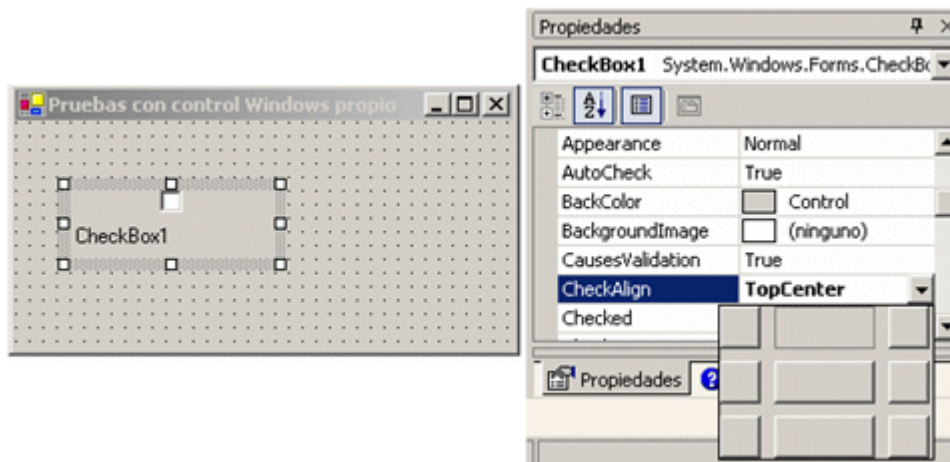 Pruebas con control Windows propio
CheckBox1
Propiedades
CheckBox1 System.Windows.Forms.CheckBo
Appearance Normal
AutoCheck True
BackColor Control
BackgroundImage (ninguno)
CausesValidation True
CheckAlign TopCenter
Checked
Propiedades